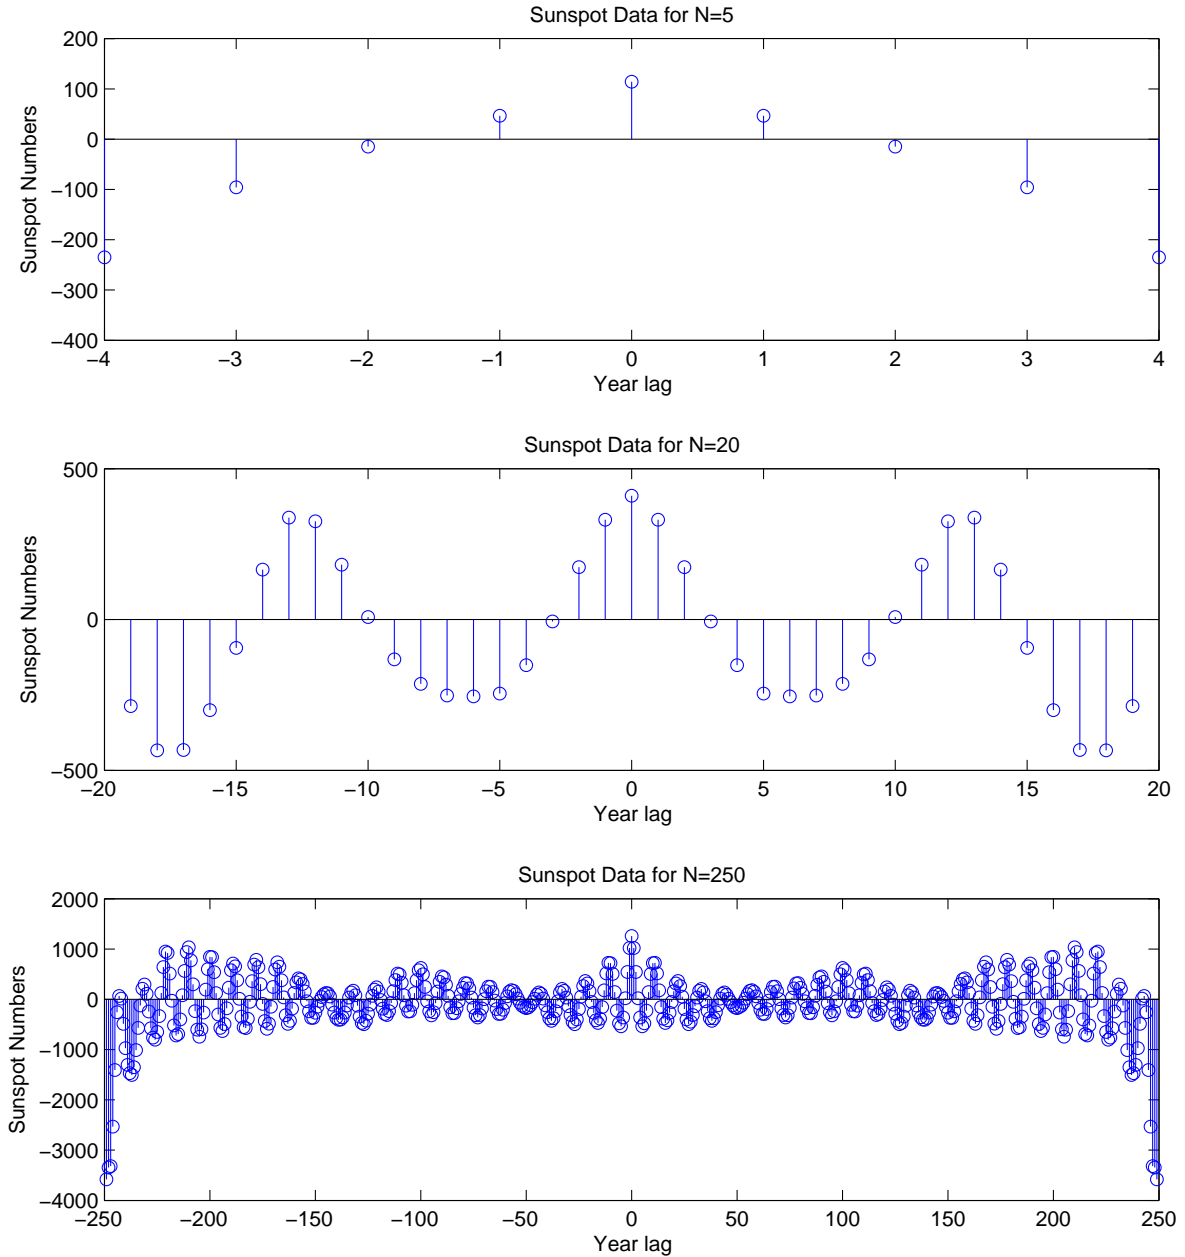 Sunspot Data for N=5
200
100
0
−100
−200
−300
−400
Sunspot Numbers
−4 −3 −2 −1 0 1 2 3 4
Year lag
Sunspot Data for N=20
500
0
−500
Sunspot Numbers
−20 −15 −10 −5 0 5 10 15 20
Year lag
Sunspot Data for N=250
2000
1000
0
−1000
−2000
−3000
−4000
Sunspot Numbers
−250 −200 −150 −100 −50 0 50 100 150 200 250
Year lag